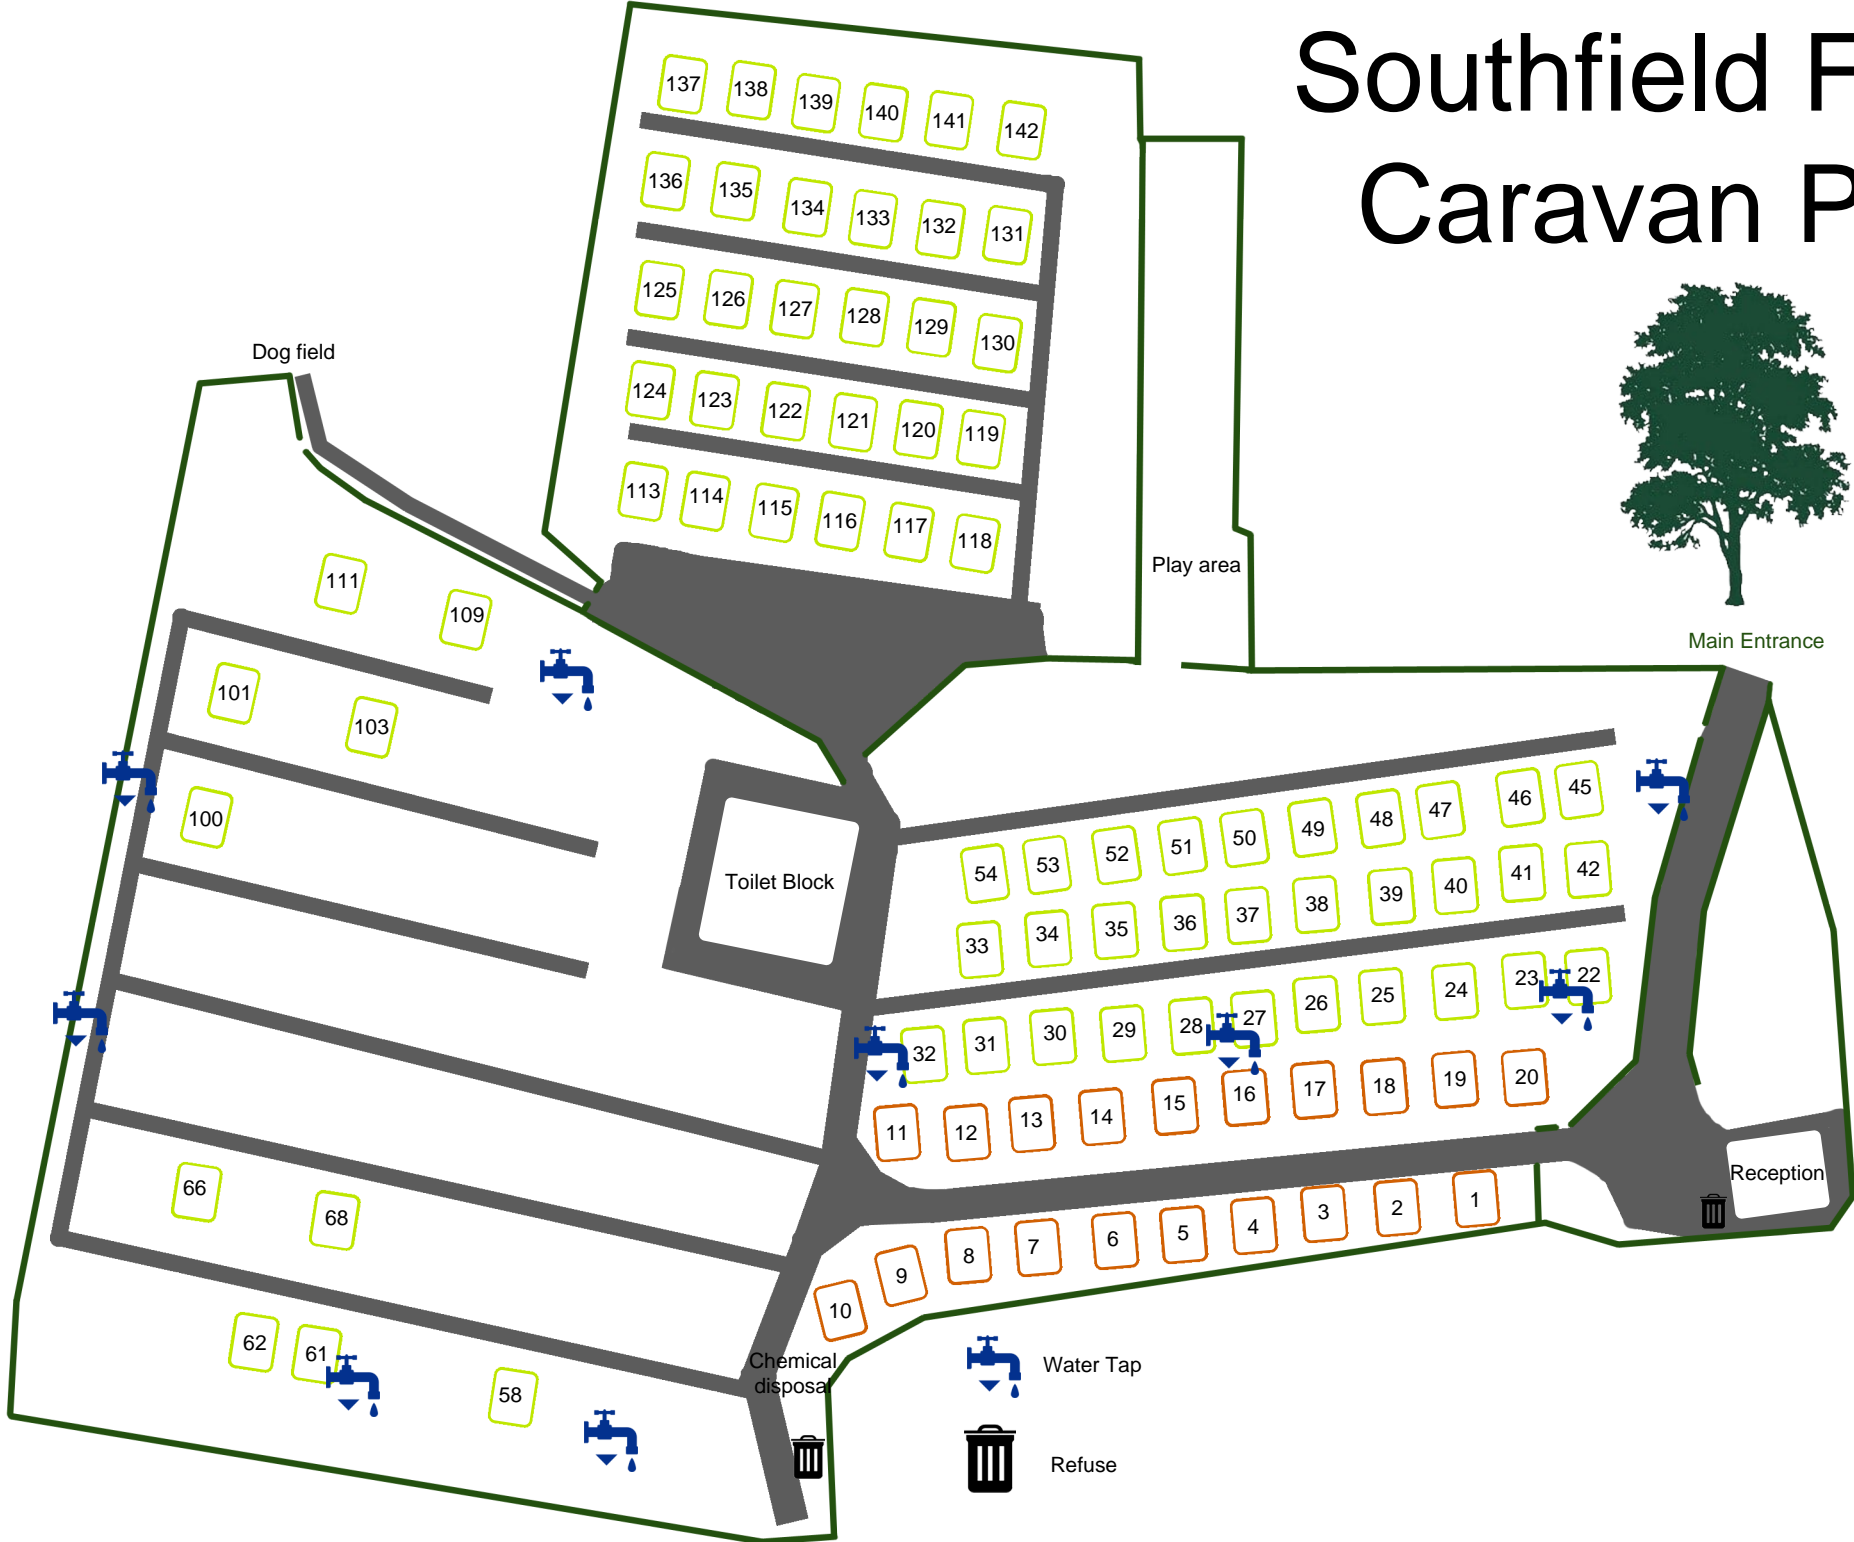 Southfield F
Caravan P
137 138 139 140 141 142
136 135 134 133 132 131
125 126 127 128 129 130
124 123 122 121 120 119
113 114 115 116 117 118
Dog field
Play area
Main Entrance
111 109
101 103
100
Toilet Block
54 53 52 51 50 49 48 47 46 45
33 34 35 36 37 38 39 40 41 42
32 31 30 29 28 27 26 25 24 23 22
11 12 13 14 15 16 17 18 19 20
Reception
10 9 8 7 6 5 4 3 2 1
66 68
62 61 58
Chemical
disposal
Water Tap
Refuse